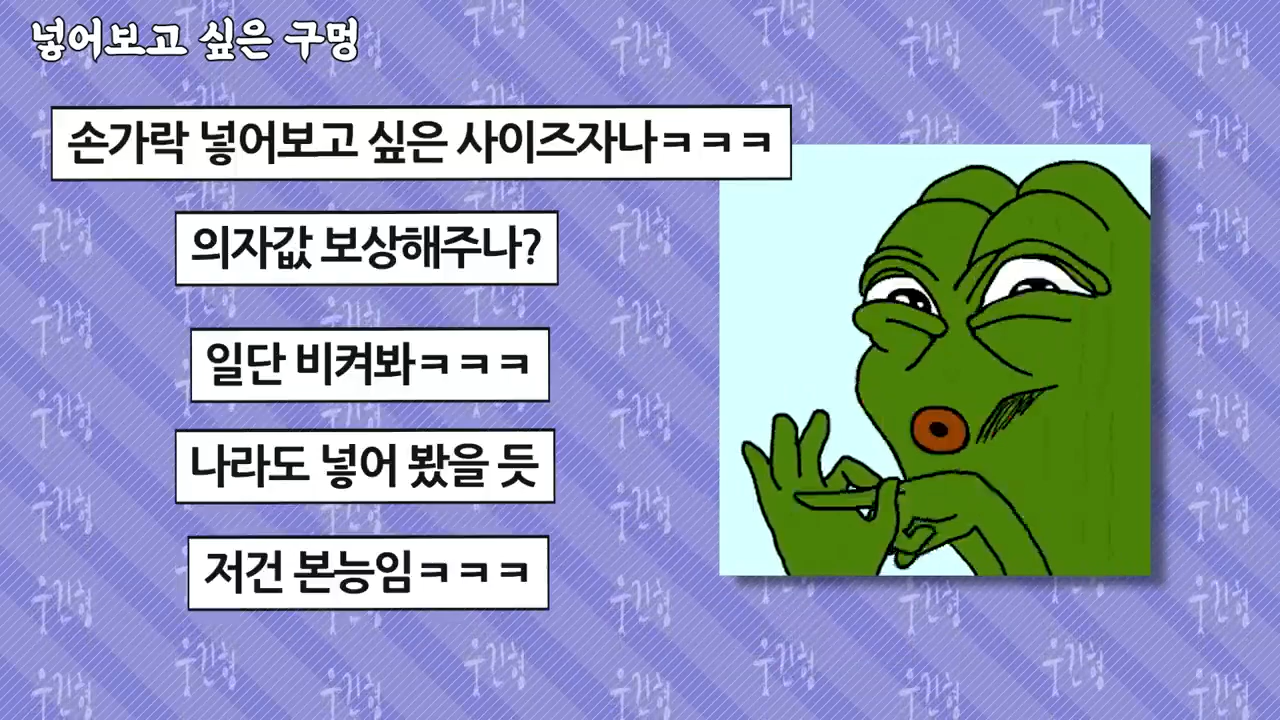 넣어보고 싶은 구멍
손가락 넣어보고 싶은 사이즈자나ㅋㅋㅋ
의자값 보상해주나?
일단 비켜봐ㅋㅋㅋ
나라도 넣어 봤을 듯
저건 본능임ㅋㅋㅋ